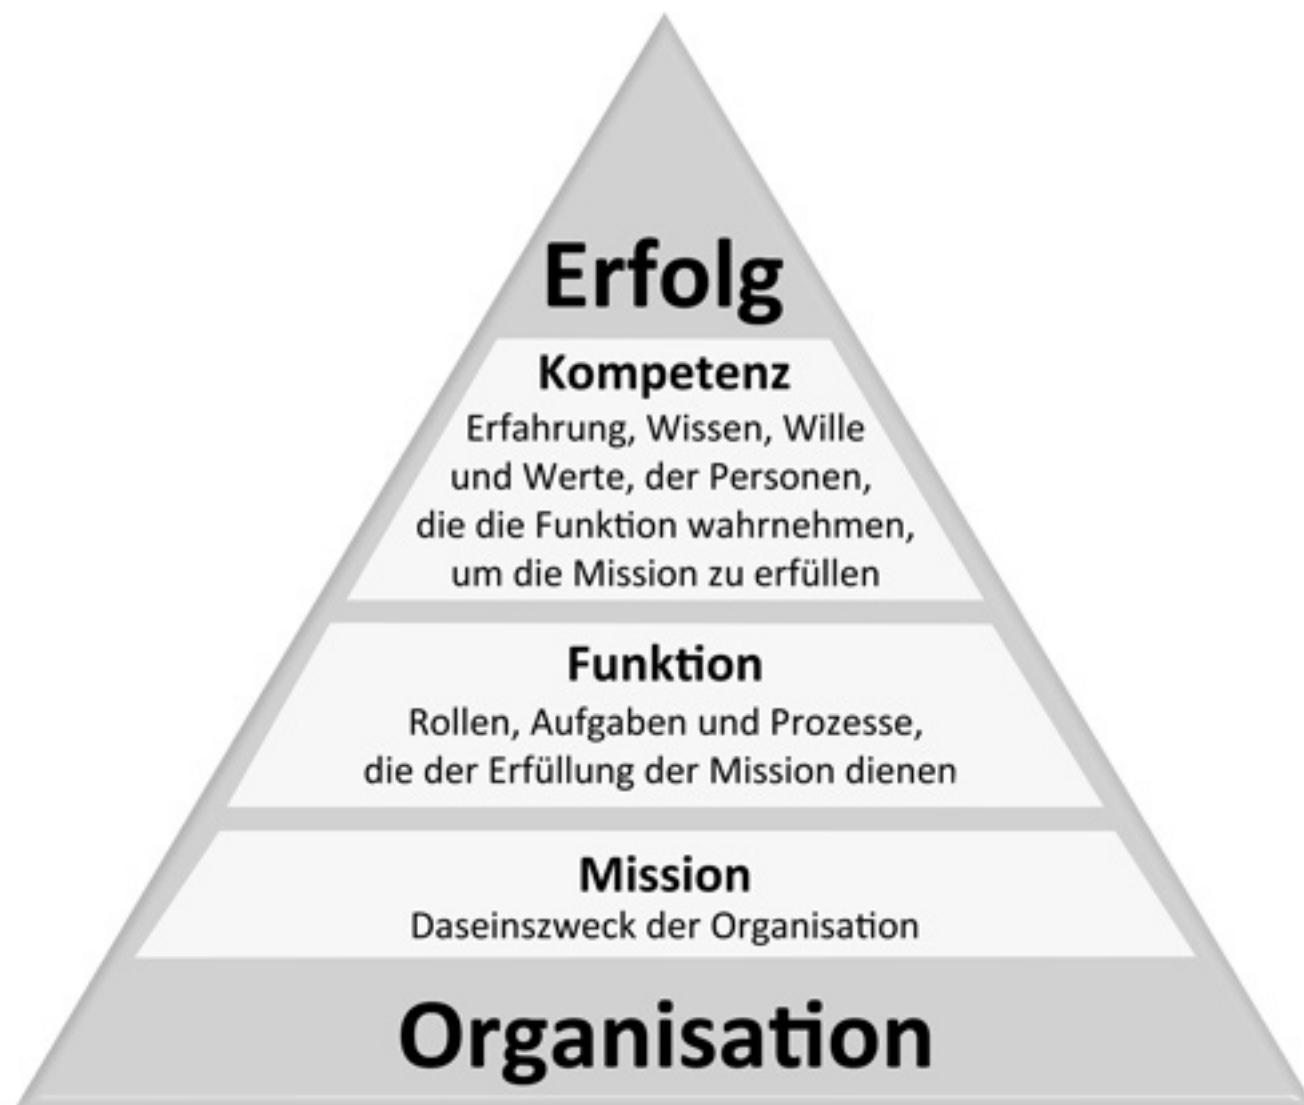 Erfolg
Kompetenz
Erfahrung, Wissen, Wille
und Werte, der Personen,
die die Funktion wahrnehmen,
um die Mission zu erfüllen
Funktion
Rollen, Aufgaben und Prozesse,
die der Erfüllung der Mission dienen
Mission
Daseinszweck der Organisation
Organisation